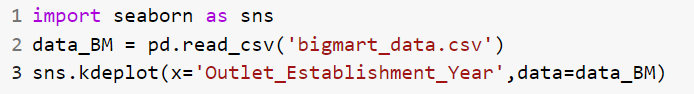 1 import seaborn as sns
2 data_BM = pd.read_csv('bigmart_data.csv')
3 sns.kdeplot(x='Outlet_Establishment_Year',data=data_BM)